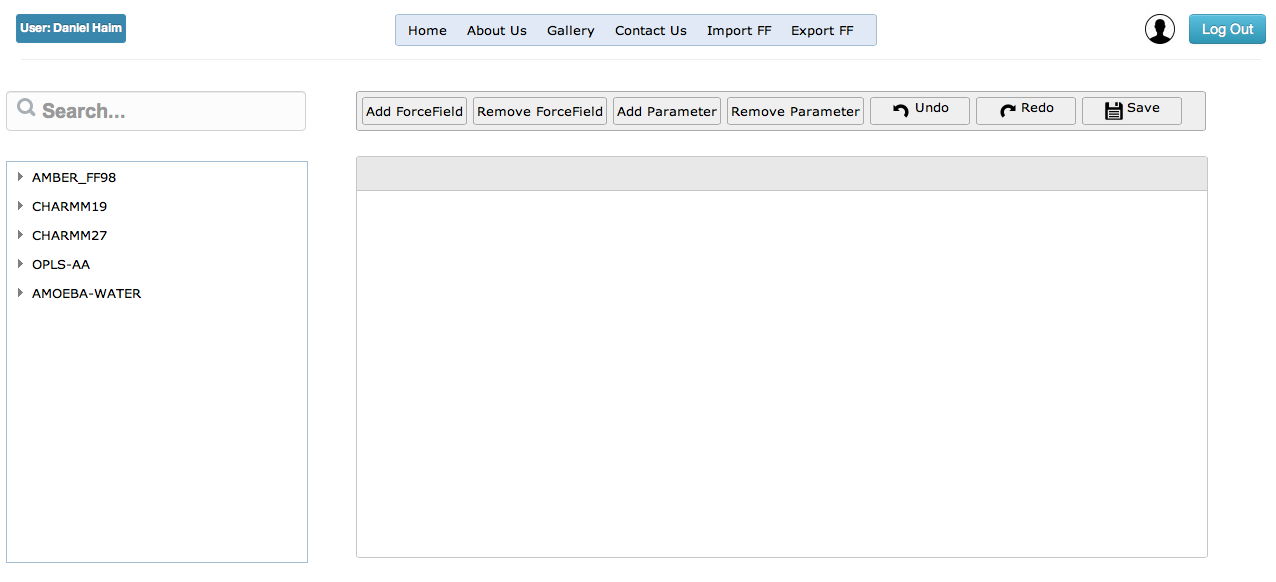 User: Daniel Haim
Home About Us Gallery Contact Us Import FF Export FF
Log Out
Search...
Add ForceField Remove ForceField Add Parameter Remove Parameter Undo Redo Save
AMBER_FF98
CHARMM19
CHARMM27
OPLS-AA
AMOEBA-WATER